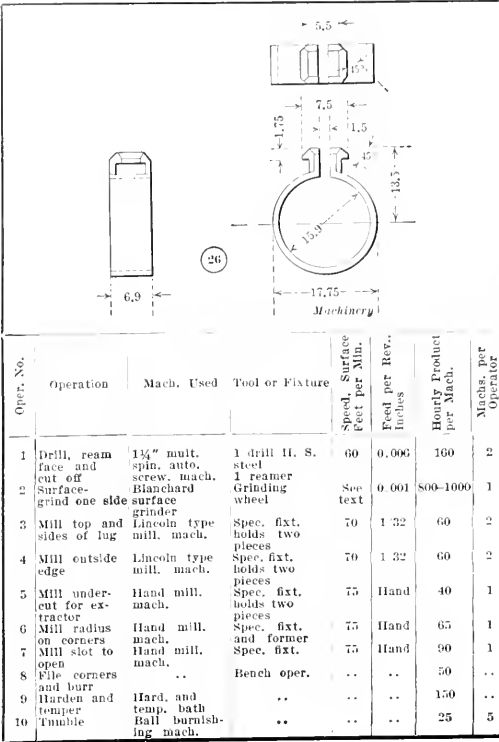 5,5
45°
7,5
1,75
1,5
45°
13,5
15,9
26
6,9
17,75
Machinery
Oper. No.
Operation
Mach. Used
Tool or Fixture
Speed, Surface Feet per Min.
Feed per Rev., Inches
Hourly Product per Mach.
Machs. per Operator
1 Drill, ream 1¼" mult. 1 drill H. S. 60 0.006 160 2
face and spin. auto. steel
cut off screw. mach. 1 reamer
2 Surface- Blanchard Grinding See 0.001 800–1000 1
grind one side surface wheel text
grinder
3 Mill top and Lincoln type Spec. fixt. 70 1/32 60 2
sides of lug mill. mach. holds two
pieces
4 Mill outside Lincoln type Spec. fixt. 70 1/32 60 2
edge mill. mach. holds two
pieces
5 Mill under- Hand mill. Spec. fixt. 75 Hand 40 1
cut for ex- mach. holds two
tractor pieces
6 Mill radius Hand mill. Spec. fixt. 75 Hand 65 1
on corners mach. and former
7 Mill slot to Hand mill. Spec. fixt. 75 Hand 90 1
open mach.
8 File corners .. Bench oper. .. .. 50 ..
and burr
9 Harden and Hard. and .. .. .. 150 ..
temper temp. bath
10 Tumble Ball burnish- .. .. .. 25 5
ing mach.